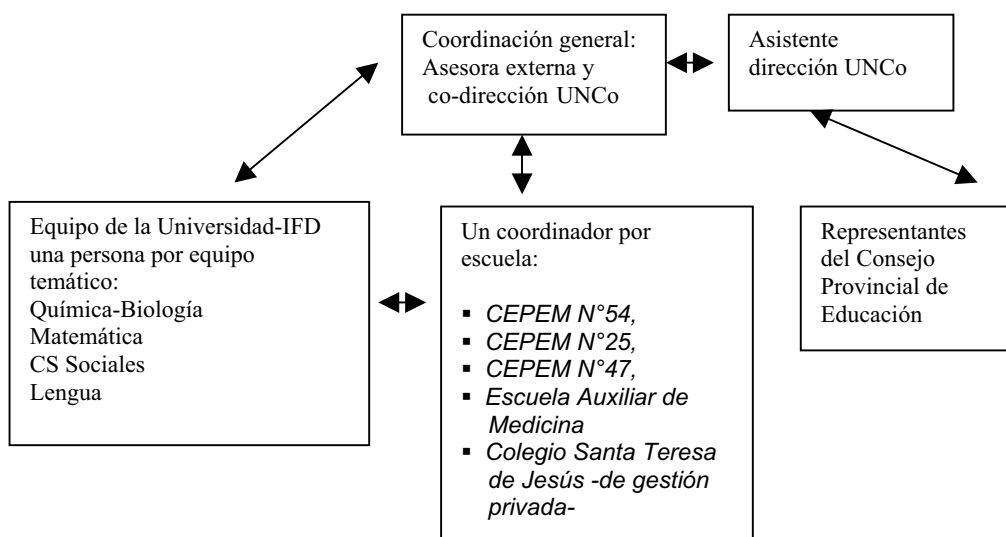 Coordinación general:
Asesora externa y
co-dirección UNCo
Asistente
dirección UNCo
Equipo de la Universidad-IFD
una persona por equipo
temático:
Química-Biología
Matemática
CS Sociales
Lengua
Un coordinador por
escuela:
▪ CEPEM N°54,
▪ CEPEM N°25,
▪ CEPEM N°47,
▪ Escuela Auxiliar de
Medicina
▪ Colegio Santa Teresa
de Jesús -de gestión
privada-
Representantes
del Consejo
Provincial de
Educación